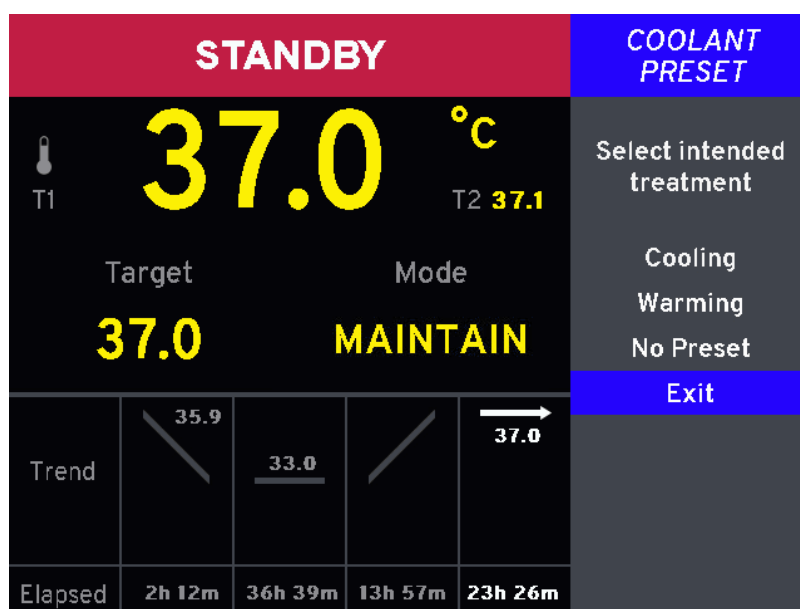 STANDBY
37.0 °C
T1
T2 37.1
Target
Mode
37.0
MAINTAIN
Trend
35.9
33.0
37.0
Elapsed
2h 12m
36h 39m
13h 57m
23h 26m
COOLANT
PRESET
Select intended
treatment
Cooling
Warming
No Preset
Exit